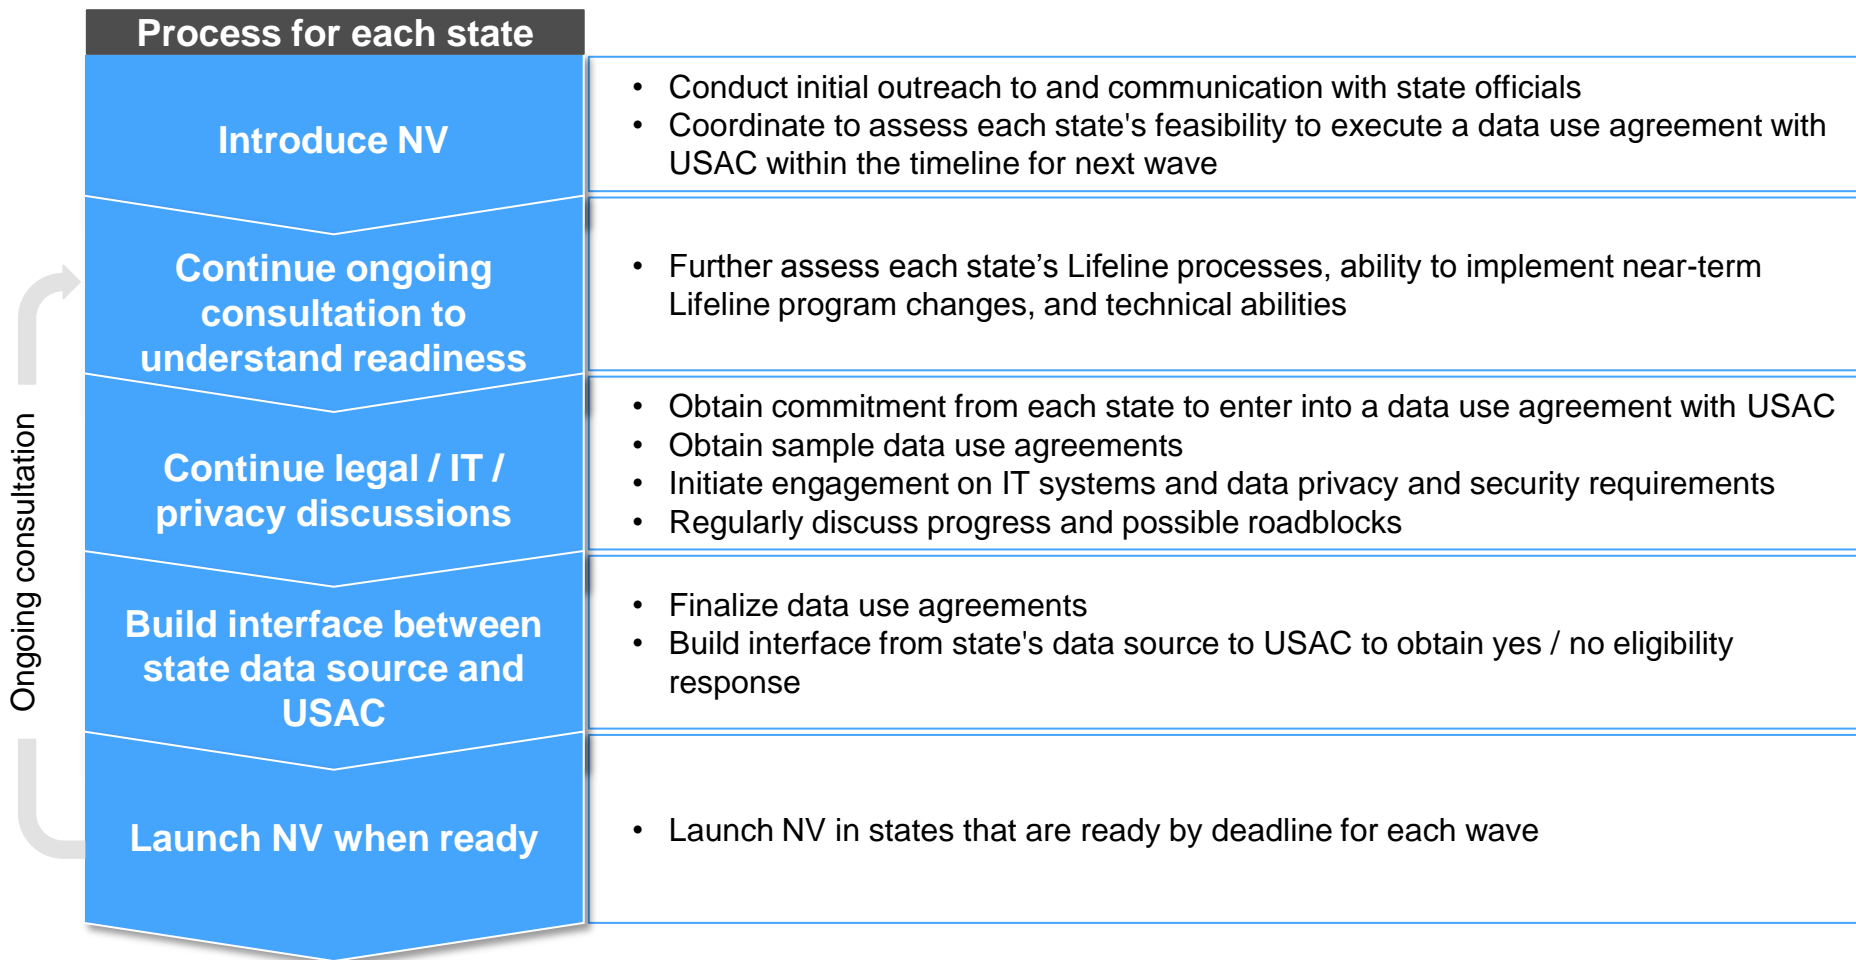 Process for each state
Introduce NV
• Conduct initial outreach to and communication with state officials
• Coordinate to assess each state's feasibility to execute a data use agreement with
USAC within the timeline for next wave
Continue ongoing
consultation to
understand readiness
• Further assess each state’s Lifeline processes, ability to implement near-term
Lifeline program changes, and technical abilities
Continue legal / IT /
privacy discussions
• Obtain commitment from each state to enter into a data use agreement with USAC
• Obtain sample data use agreements
• Initiate engagement on IT systems and data privacy and security requirements
• Regularly discuss progress and possible roadblocks
Build interface between
state data source and
USAC
• Finalize data use agreements
• Build interface from state's data source to USAC to obtain yes / no eligibility
response
Launch NV when ready
• Launch NV in states that are ready by deadline for each wave
Ongoing consultation